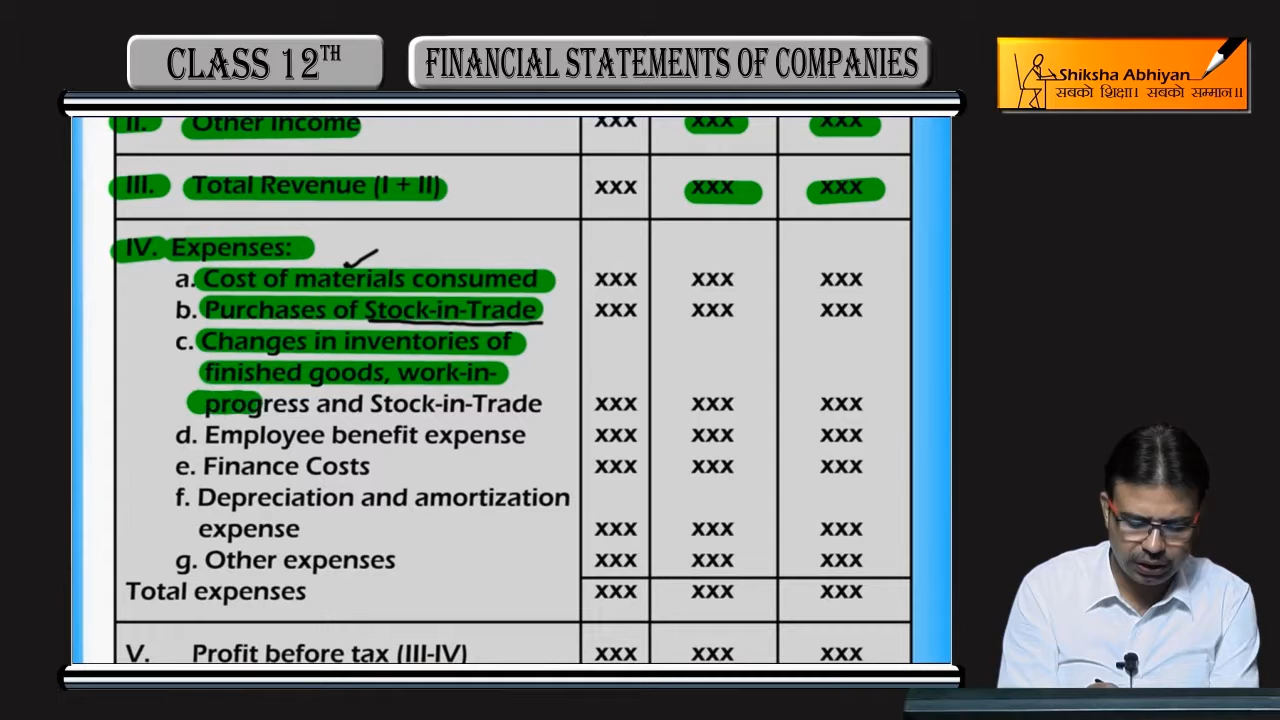 CLASS 12TH
FINANCIAL STATEMENTS OF COMPANIES
Shiksha Abhiyan
सबको शिक्षा। सबको सम्मान॥
II. Other Income xxx xxx xxx
III. Total Revenue (I + II) xxx xxx xxx
IV. Expenses:
a. Cost of materials consumed xxx xxx xxx
b. Purchases of Stock-in-Trade xxx xxx xxx
c. Changes in inventories of
finished goods, work-in-
progress and Stock-in-Trade xxx xxx xxx
d. Employee benefit expense xxx xxx xxx
e. Finance Costs xxx xxx xxx
f. Depreciation and amortization
expense xxx xxx xxx
g. Other expenses xxx xxx xxx
Total expenses xxx xxx xxx
V. Profit before tax (III-IV) xxx xxx xxx